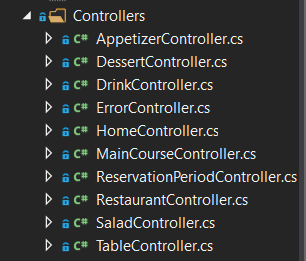 Controllers
C# AppetizerController.cs
C# DessertController.cs
C# DrinkController.cs
C# ErrorController.cs
C# HomeController.cs
C# MainCourseController.cs
C# ReservationPeriodController.cs
C# RestaurantController.cs
C# SaladController.cs
C# TableController.cs